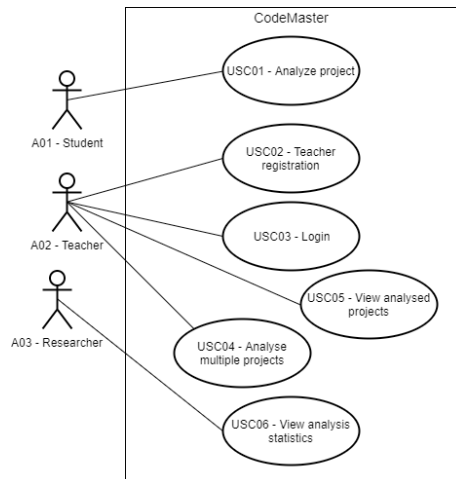 CodeMaster
USC01 - Analyze project
A01 - Student
USC02 - Teacher
registration
A02 - Teacher
USC03 - Login
USC05 - View analysed
projects
A03 - Researcher
USC04 - Analyse
multiple projects
USC06 - View analysis
statistics